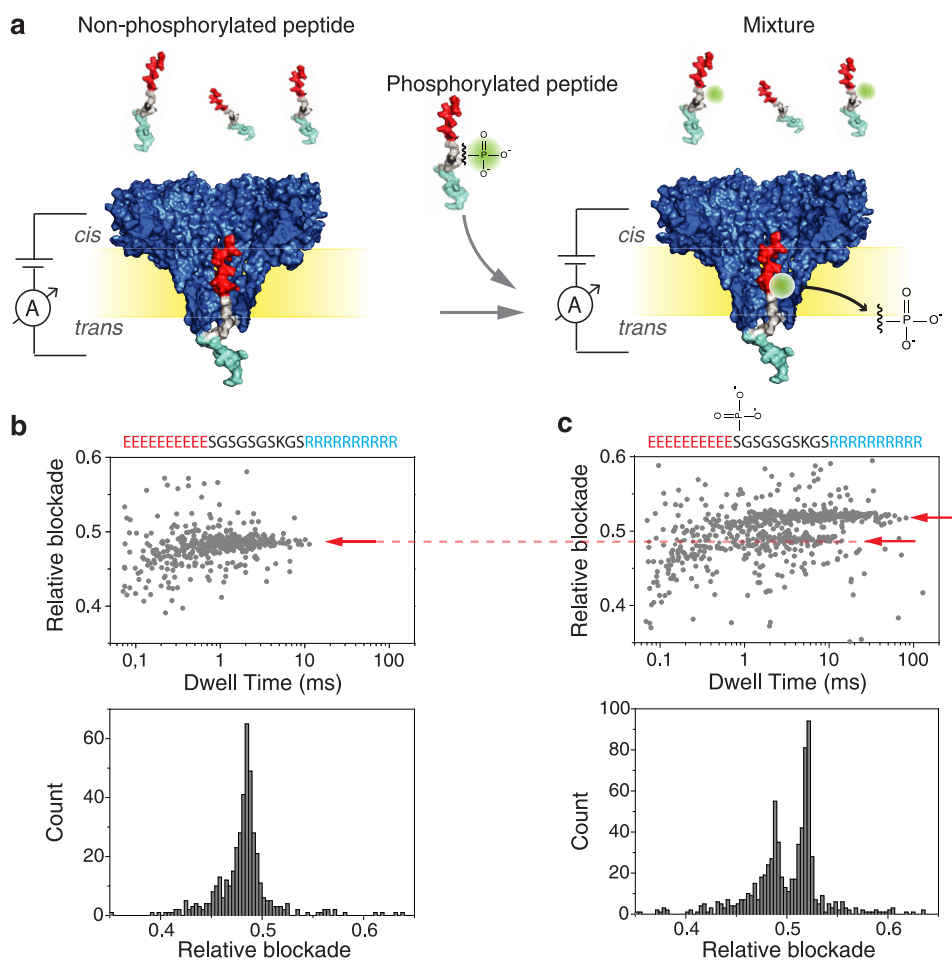 a
Non-phosphorylated peptide
Mixture
Phosphorylated peptide
O
P
O-
O-
cis
A
trans
cis
A
trans
O
P
O-
O-
b
EEEEEEEEEESGSGSGSKGSRRRRRRRRRR
Relative blockade
0.6
0.5
0.4
0,1
1
10
100
Dwell Time (ms)
Count
60
40
20
0
0.4
0.5
0.6
Relative blockade
c
-O
O
P
O-
EEEEEEEEEESGSGSGSKGSRRRRRRRRRR
Relative blockade
0.6
0.5
0.4
0.1
1
10
100
Dwell Time (ms)
Count
100
80
60
40
20
0
0.4
0.5
0.6
Relative blockade